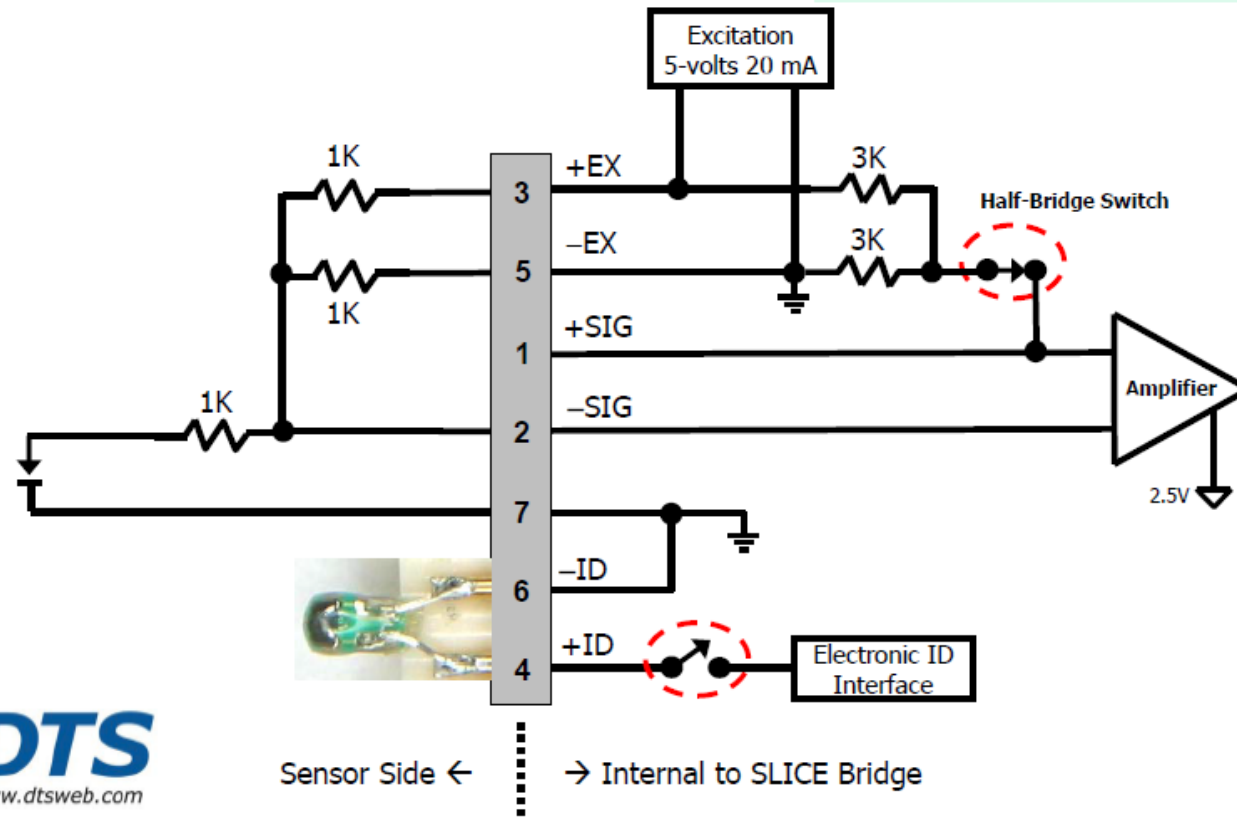 Excitation
5-volts 20 mA
1K
3
+EX
3K
Half-Bridge Switch
1K
5
–EX
3K
1
+SIG
Amplifier
1K
2
–SIG
2.5V
7
6
–ID
4
+ID
Electronic ID
Interface
DTS
w.dtsweb.com
Sensor Side ←
→ Internal to SLICE Bridge